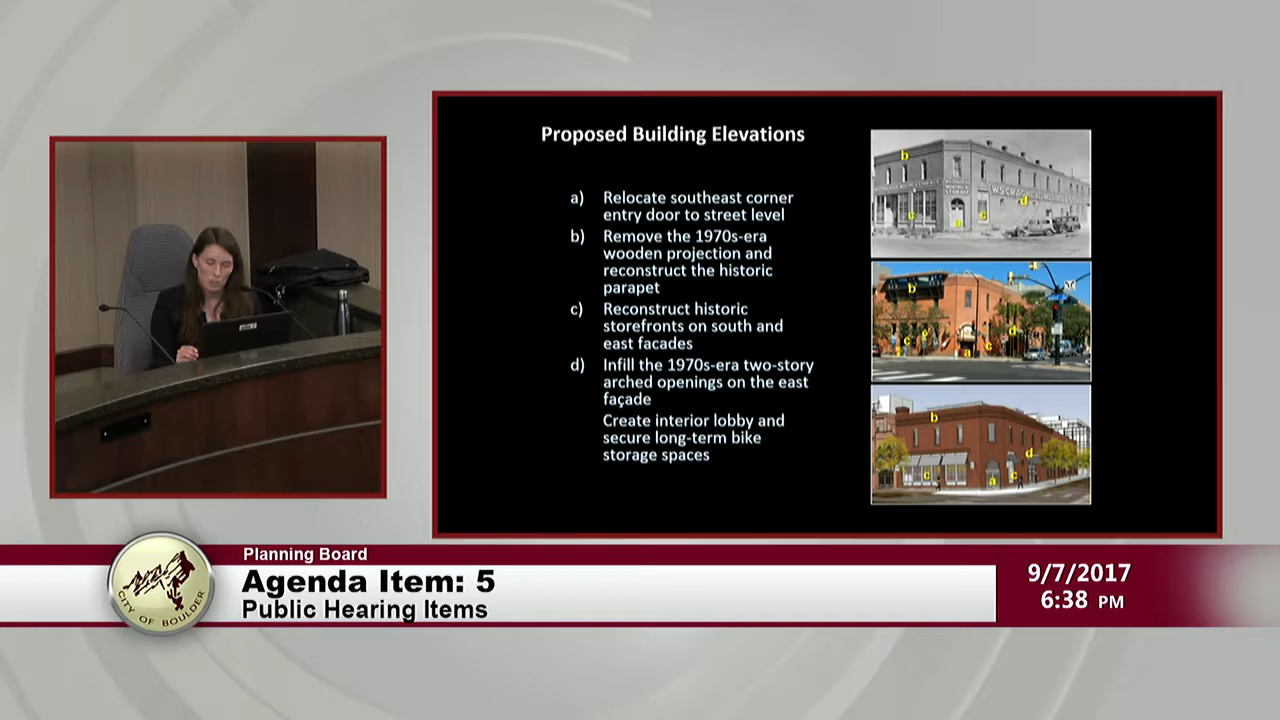 Proposed Building Elevations
a) Relocate southeast corner
entry door to street level
b) Remove the 1970s-era
wooden projection and
reconstruct the historic
parapet
c) Reconstruct historic
storefronts on south and
east facades
d) Infill the 1970s-era two-story
arched openings on the east
façade
Create interior lobby and
secure long-term bike
storage spaces
b
d
c
c
a
b
d
c
c
c
a
b
d
c
c
a
Planning Board
Agenda Item: 5
Public Hearing Items
CITY OF BOULDER
9/7/2017
6:38 PM